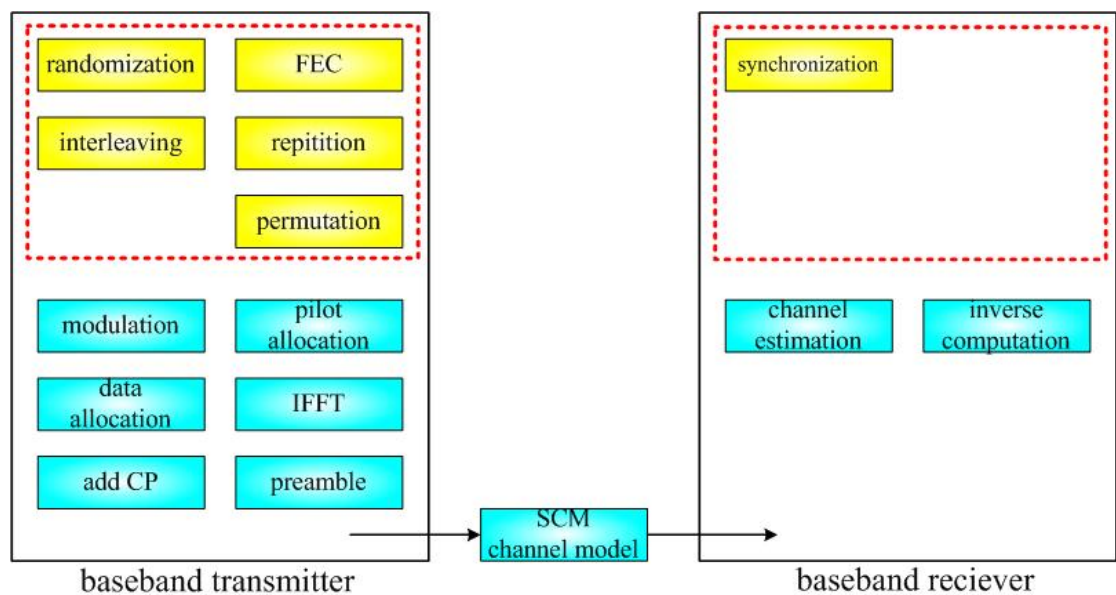 randomization
FEC
interleaving
repitition
permutation
modulation
pilot
allocation
data
allocation
IFFT
add CP
preamble
baseband transmitter
SCM
channel model
synchronization
channel
estimation
inverse
computation
baseband reciever